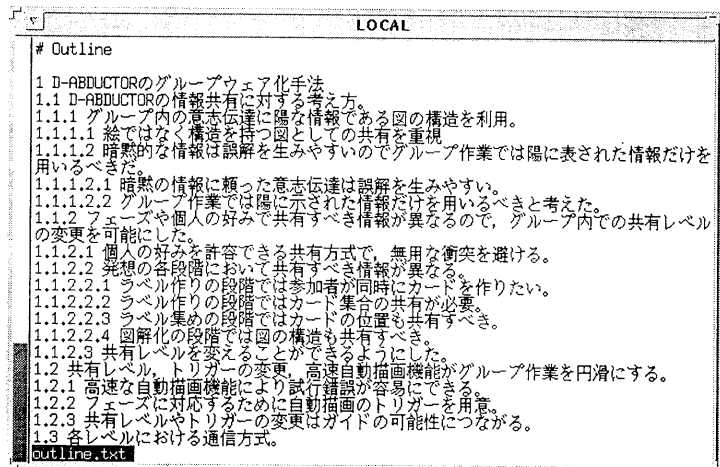 LOCAL
# Outline
1 D-ABDUCTORのグループウェア化手法
1.1 D-ABDUCTORの情報共有に対する考え方。
1.1.1 グループ内の意志伝達に陽な情報である図の構造を利用。
1.1.1.1 絵ではなく構造を持つ図としての共有を重視
1.1.1.2 暗黙的な情報は誤解を生みやすいのでグループ作業では陽に表された情報だけを
用いるべきだ。
1.1.1.2.1 暗黙の情報に頼った意志伝達は誤解を生みやすい。
1.1.1.2.2 グループ作業では陽に示された情報だけを用いるべきと考えた。
1.1.2 フェーズや個人の好みで共有すべき情報が異なるので，グループ内での共有レベル
の変更を可能にした。
1.1.2.1 個人の好みを許容できる共有方式で，無用な衝突を避ける。
1.1.2.2 発想の各段階において共有すべき情報が異なる。
1.1.2.2.1 ラベル作りの段階では参加者が同時にカードを作りたい。
1.1.2.2.2 ラベル作りの段階ではカード集合の共有が必要。
1.1.2.2.3 ラベル集めの段階ではカードの位置も共有すべき。
1.1.2.2.4 図解化の段階では図の構造も共有すべき。
1.1.2.3 共有レベルを変えることができるようにした。
1.2 共有レベル，トリガーの変更，高速自動描画機能がグループ作業を円滑にする。
1.2.1 高速な自動描画機能により試行錯誤が容易にできる。
1.2.2 フェーズに対応するために自動描画のトリガーを用意。
1.2.3 共有レベルやトリガーの変更はガイドの可能性につながる。
1.3 各レベルにおける通信方式。
outline.txt